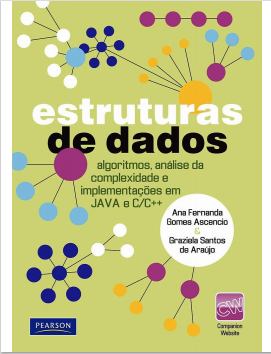 estruturas
de dados
algoritmos, análise da
complexidade e
implementações em
JAVA e C/C++
Ana Fernanda
Gomes Ascencio
&
Graziela Santos
de Araújo
PEARSON
CW
Companion
Website